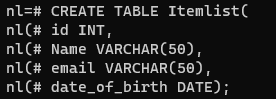 nl=# CREATE TABLE Itemlist(
nl(# id INT,
nl(# Name VARCHAR(50),
nl(# email VARCHAR(50),
nl(# date_of_birth DATE);